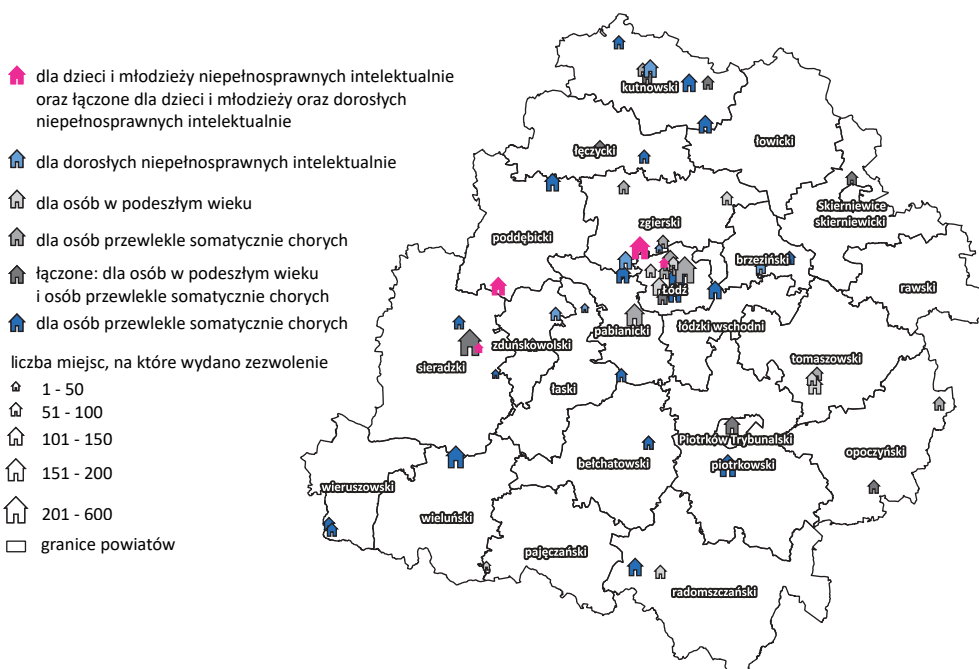 dla dzieci i młodzieży niepełnosprawnych intelektualnie
oraz łączone dla dzieci i młodzieży oraz dorosłych
niepełnosprawnych intelektualnie
dla dorosłych niepełnosprawnych intelektualnie
dla osób w podeszłym wieku
dla osób przewlekle somatycznie chorych
łączone: dla osób w podeszłym wieku
i osób przewlekle somatycznie chorych
dla osób przewlekle somatycznie chorych
liczba miejsc, na które wydano zezwolenie
1 - 50
51 - 100
101 - 150
151 - 200
201 - 600
granice powiatów
kutnowski
łowicki
łęczycki
Skierniewice
skierniewicki
zgierski
poddębicki
brzeziński
rawski
Łódź
łódzki wschodni
pabianicki
zduńskowolski
sieradzki
tomaszowski
łaski
Piotrków Trybunalski
opoczyński
bełchatowski
piotrkowski
wieruszowski
wieluński
pajęczański
radomszczański